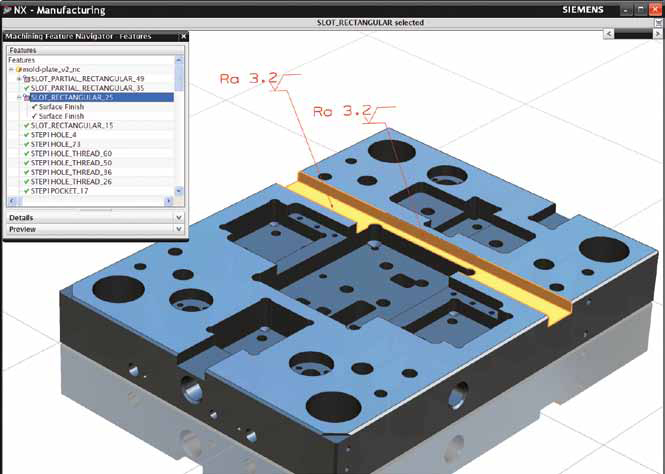 NX - Manufacturing
SIEMENS
SLOT_RECTANGULAR selected
Machining Feature Navigator - Features
Features
Features
mold-plate_v2_nc
SLOT_PARTIAL_RECTANGULAR_49
SLOT_PARTIAL_RECTANGULAR_35
SLOT_RECTANGULAR_25
Surface Finish
Surface Finish
SLOT_RECTANGULAR_15
STEP1HOLE_4
STEP1HOLE_73
STEP1HOLE_THREAD_60
STEP1HOLE_THREAD_50
STEP1HOLE_THREAD_36
STEP1HOLE_THREAD_26
STEP1POCKET_17
Details
Preview
Ra 3.2
Ra 3.2